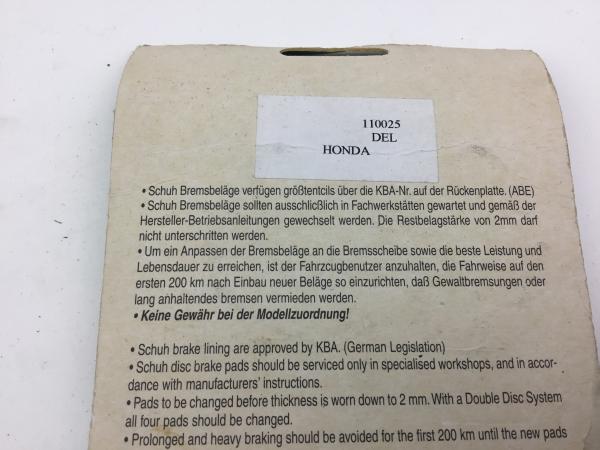 110025
DEL
HONDA
• Schuh Bremsbeläge verfügen größtentcils über die KBA-Nr. auf der Rückenplatte. (ABE)
• Schuh Bremsbeläge sollten ausschlicßlich in Fachwerkstätten gewartet und gemäß der
Hersteller-Betriebsanleitungen gewechselt werden. Die Restbelagstärke von 2mm darf
nicht unterschritten werden.
• Um ein Anpassen der Bremsbeläge an die Bremsscheibe sowie die beste Leistung und
Lebensdauer zu erreichen, ist der Fahrzcugbenutzer anzuhalten, die Fahrweise auf den
ersten 200 km nach Einbau neuer Beläge so einzurichten, daß Gewaltbremsungen oder
lang anhaltendes bremsen vermieden werden.
• Keine Gewähr bei der Modellzuordnung!
• Schuh brake lining are approved by KBA. (German Legislation)
• Schuh disc brake pads should be serviced only in specialised workshops, and in accor-
dance with manufacturers' instructions.
• Pads to be changed before thickness is worn down to 2 mm. With a Double Disc System
all four pads should be changed.
• Prolonged and heavy braking should be avoided for the first 200 km until the new pads